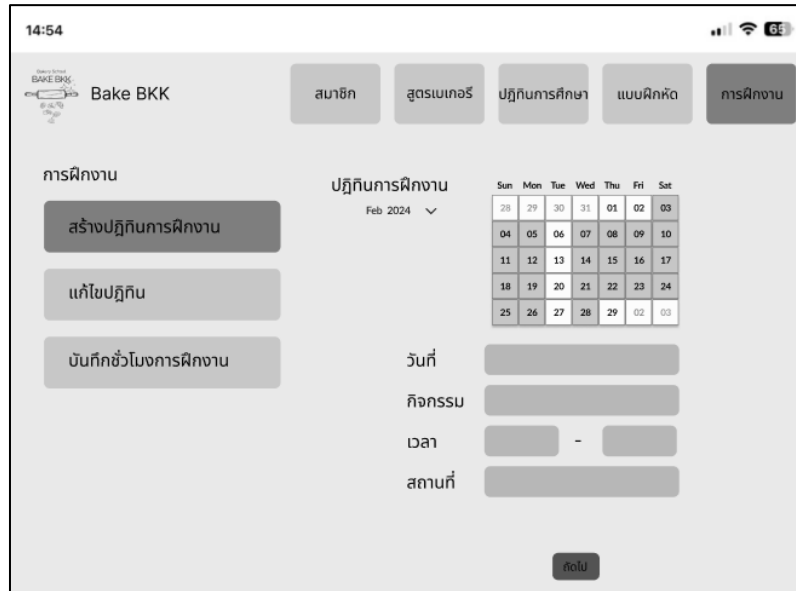 14:54
65
BAKE BKK
Bake BKK
สมาชิก
สูตรเบเกอรี
ปฎิทินการศึกษา
แบบฝึกหัด
การฝึกงาน
การฝึกงาน
สร้างปฎิทินการฝึกงาน
แก้ไขปฎิทิน
บันทึกชั่วโมงการฝึกงาน
ปฎิทินการฝึกงาน
Feb 2024
Sun Mon Tue Wed Thu Fri Sat
28 29 30 31 01 02 03
04 05 06 07 08 09 10
11 12 13 14 15 16 17
18 19 20 21 22 23 24
25 26 27 28 29 02 03
วันที่
กิจกรรม
เวลา
-
สถานที่
ถัดไป